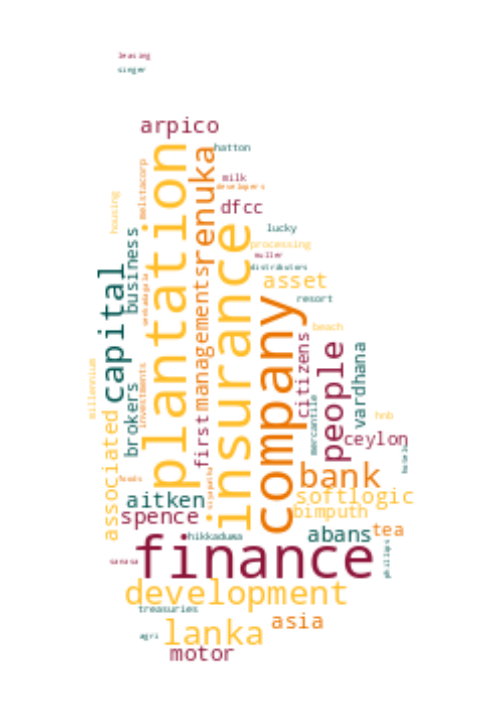 leasing
singer
arpico
hatton
renuka
plantation
milk
developers
melstacorp
housing
dfcc
lucky
business
processing
muller
distributors
insurance
asset
capital
managements
resort
company
beach
citizens
people
vardhana
millennium
investments
brokers
mercantile
first
hnb
ceylon
associated
bank
foods
aitken
softlogic
spence
bimputh
abans
tea
hikkaduwa
finance
sanasa
phillips
development
treasuries
lanka
asia
agri
motor